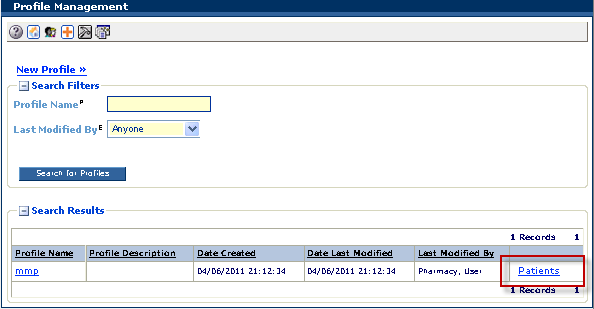 Profile Management
New Profile »
Search Filters
Profile Name P
Last Modified By E Anyone
Search for Profiles
Search Results
1 Records 1
Profile Name Profile Description Date Created Date Last Modified Last Modified By
mmp 04/06/2011 21:12:34 04/06/2011 21:12:34 Pharmacy, User Patients
1 Records 1